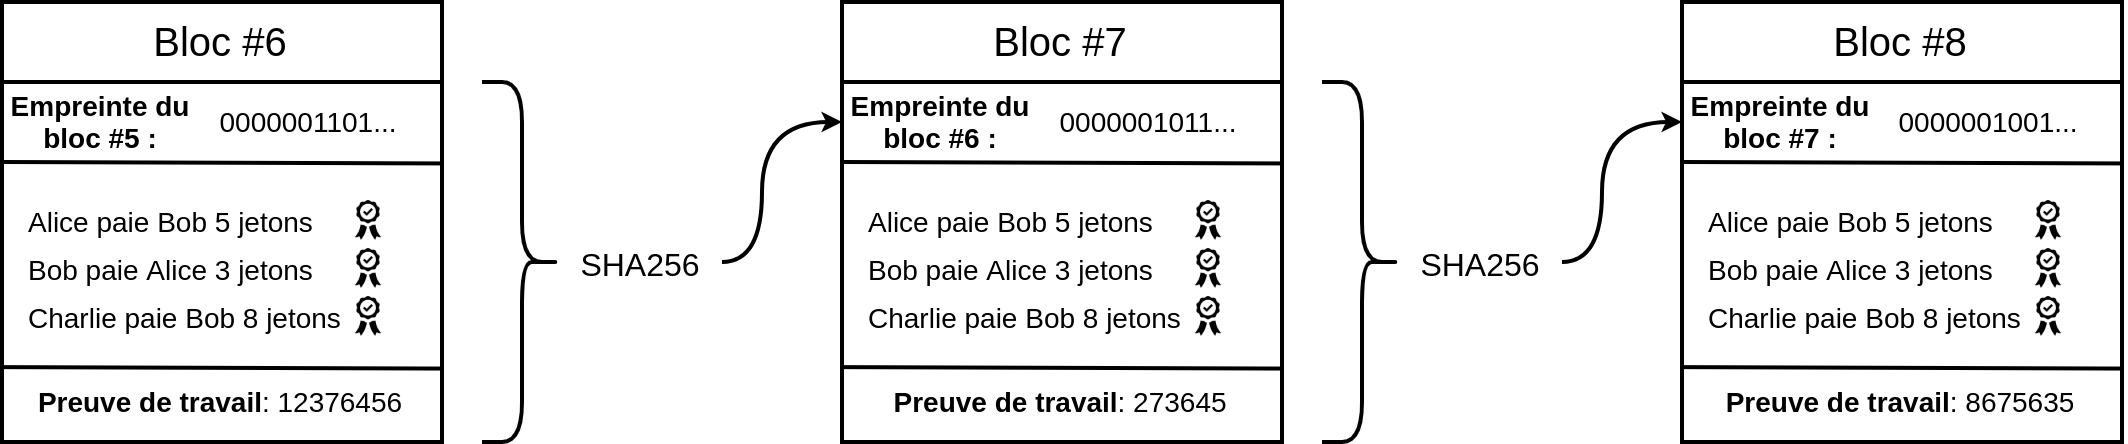 Bloc #6
Empreinte du
bloc #5 :
0000001101...
Alice paie Bob 5 jetons
Bob paie Alice 3 jetons
Charlie paie Bob 8 jetons
Preuve de travail: 12376456
SHA256
Bloc #7
Empreinte du
bloc #6 :
0000001011...
Alice paie Bob 5 jetons
Bob paie Alice 3 jetons
Charlie paie Bob 8 jetons
Preuve de travail: 273645
SHA256
Bloc #8
Empreinte du
bloc #7 :
0000001001...
Alice paie Bob 5 jetons
Bob paie Alice 3 jetons
Charlie paie Bob 8 jetons
Preuve de travail: 8675635